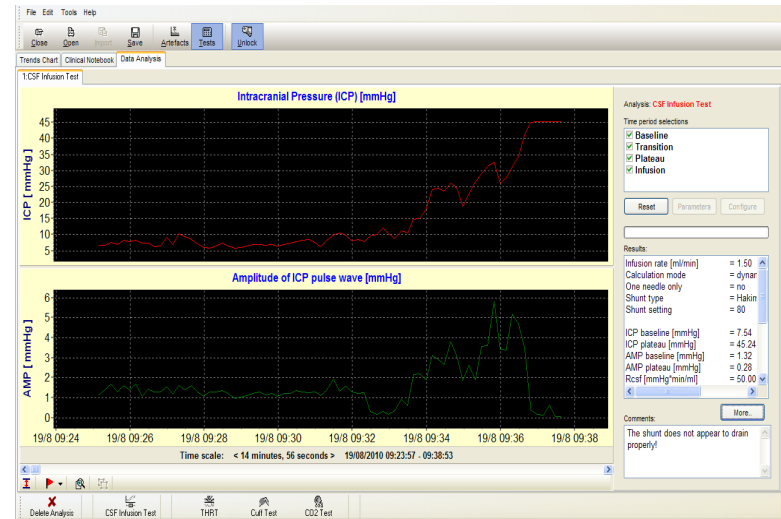 File Edit Tools Help
Close Open Import Save Artefacts Tests Unlock
Trends Chart Clinical Notebook Data Analysis
1:CSF Infusion Test
Intracranial Pressure (ICP) [mmHg]
ICP [ mmHg ]
45
40
35
30
25
20
15
10
5
Amplitude of ICP pulse wave [mmHg]
AMP [ mmHg ]
6
5
4
3
2
1
0
19/8 09:24 19/8 09:26 19/8 09:28 19/8 09:30 19/8 09:32 19/8 09:34 19/8 09:36 19/8 09:38
Time scale: < 14 minutes, 56 seconds > 19/08/2010 09:23:57 - 09:38:53
Delete Analysis CSF Infusion Test THRT Cuff Test CO2 Test
Analysis: CSF Infusion Test
Time period selections
Baseline
Transition
Plateau
Infusion
Reset Parameters Configure
Results:
Infusion rate [ml/min] = 1.50
Calculation mode = dynar
One needle only = no
Shunt type = Hakin
Shunt setting = 80
ICP baseline [mmHg] = 7.54
ICP plateau [mmHg] = 45.24
AMP baseline [mmHg] = 1.32
AMP plateau [mmHg] = 0.28
Rcsf [mmHg*min/ml] = 50.00
More..
Comments:
The shunt does not appear to drain
properly!